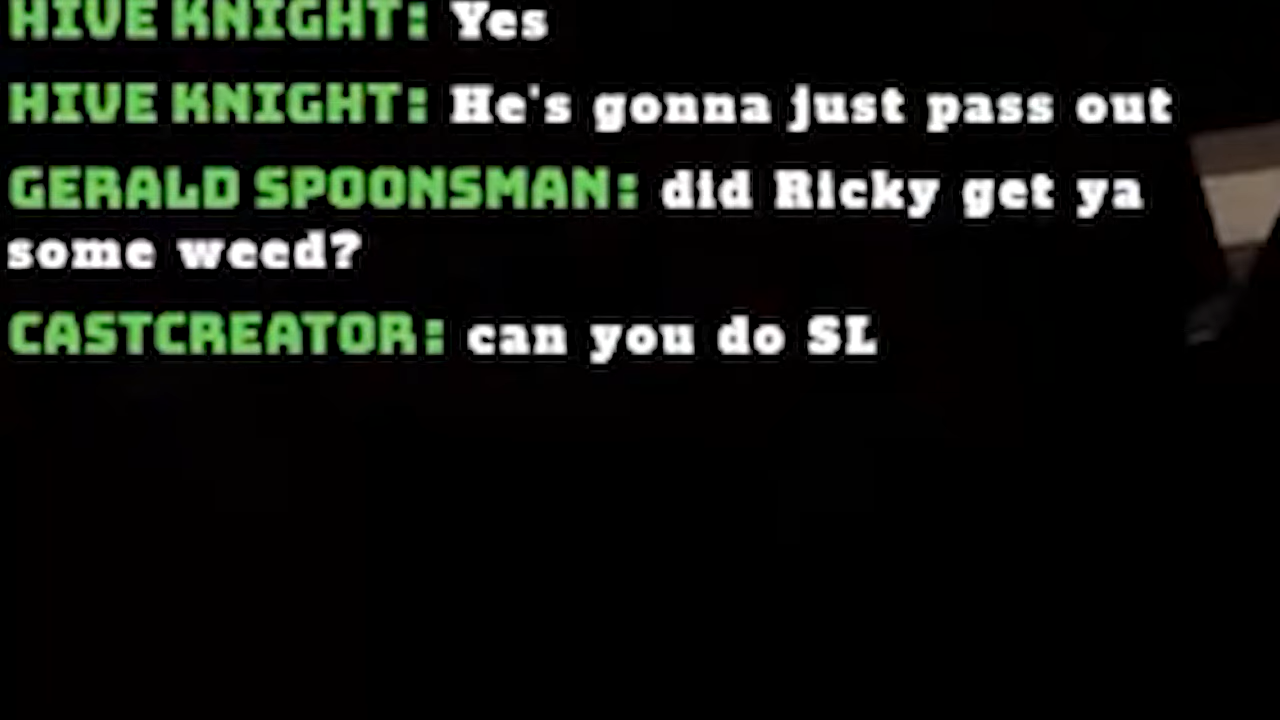 HIVE KNIGHT: Yes
HIVE KNIGHT: He's gonna just pass out
GERALD SPOONSMAN: did Ricky get ya
some weed?
CASTCREATOR: can you do SL